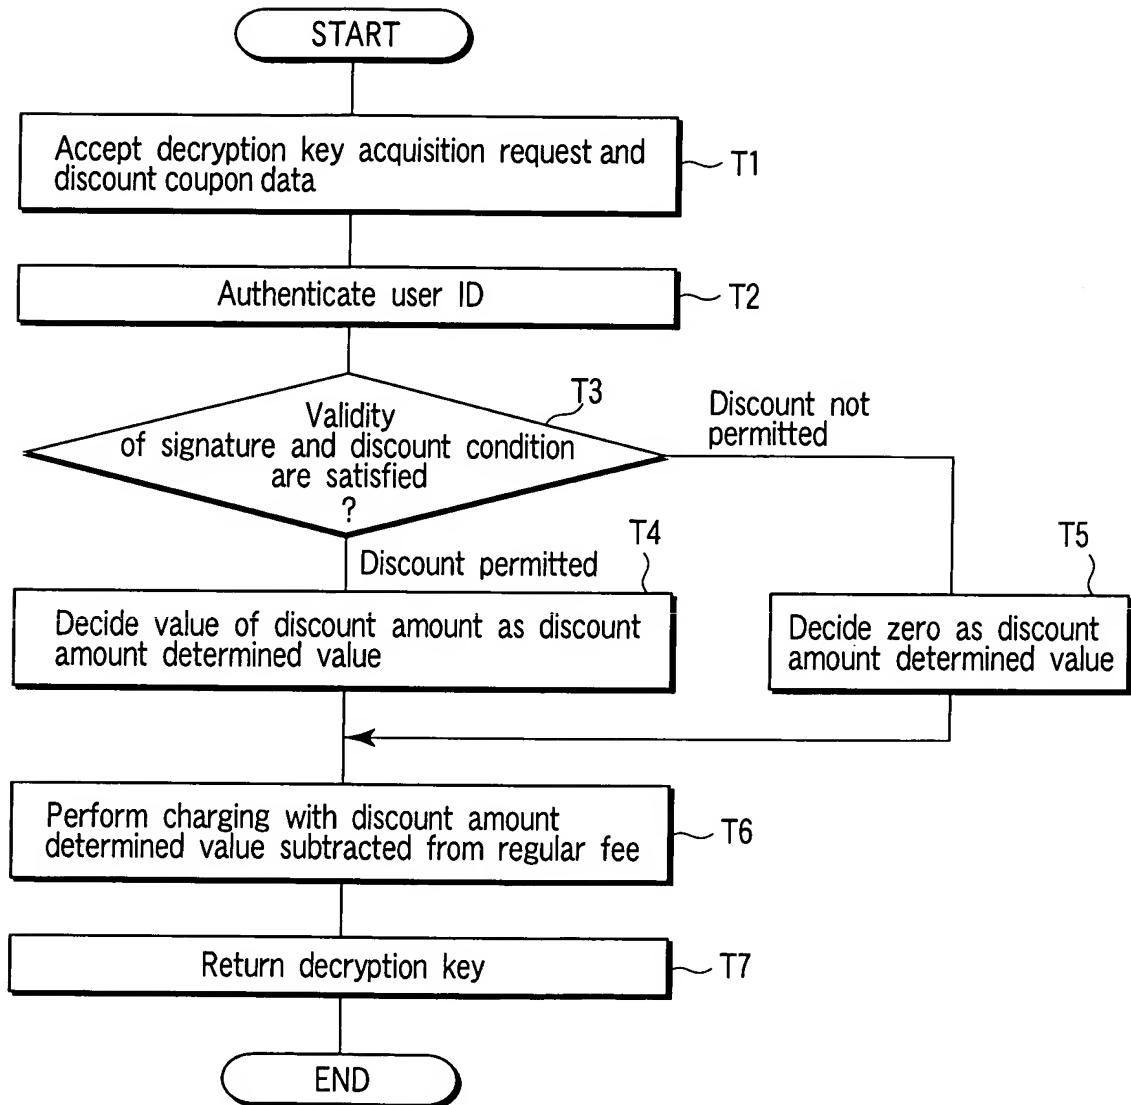 START
Accept decryption key acquisition request and
discount coupon data
T1
Authenticate user ID
T2
T3
Validity
of signature and discount condition
are satisfied
?
Discount not
permitted
Discount permitted
T4
T5
Decide value of discount amount as discount
amount determined value
Decide zero as discount
amount determined value
Perform charging with discount amount
determined value subtracted from regular fee
T6
Return decryption key
T7
END